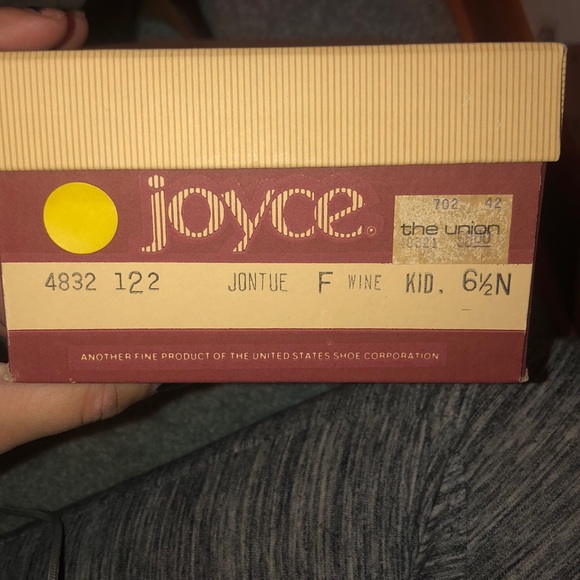 joyce.
702 42
the union
4832 122 JONTUE F WINE KID. 6½N
ANOTHER FINE PRODUCT OF THE UNITED STATES SHOE CORPORATION